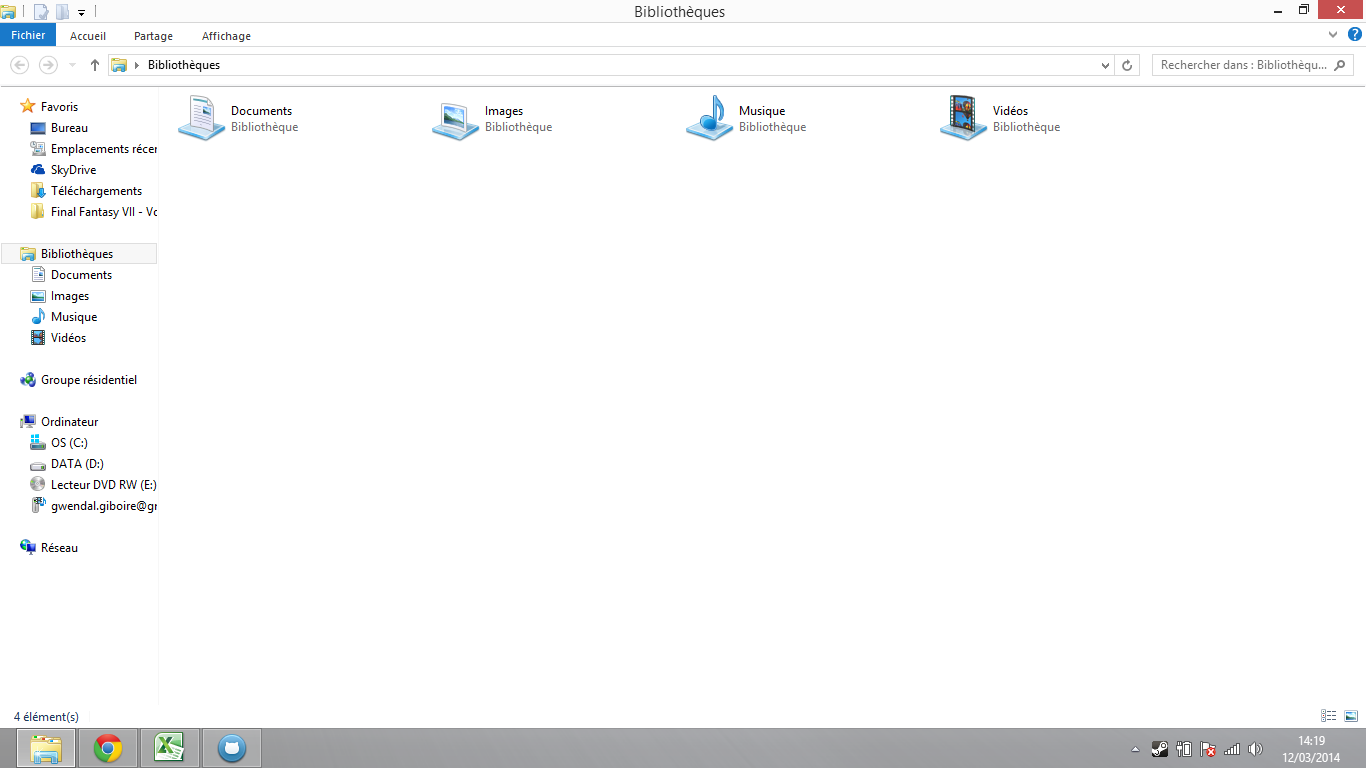 Bibliothèques
Fichier
Accueil
Partage
Affichage
Bibliothèques
Rechercher dans : Bibliothèqu...
Favoris
Bureau
Emplacements récer
SkyDrive
Téléchargements
Final Fantasy VII - Vo
Bibliothèques
Documents
Images
Musique
Vidéos
Groupe résidentiel
Ordinateur
OS (C:)
DATA (D:)
Lecteur DVD RW (E:)
gwendal.giboire@gr
Réseau
Documents
Bibliothèque
Images
Bibliothèque
Musique
Bibliothèque
Vidéos
Bibliothèque
4 élément(s)
14:19
12/03/2014